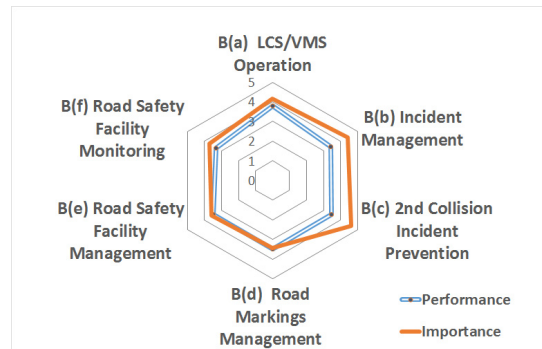 B(a) LCS/VMS
Operation
5
4
3
2
1
0
B(b) Incident
Management
B(c) 2nd Collision
Incident
Prevention
B(d) Road
Markings
Management
B(e) Road Safety
Facility
Management
B(f) Road Safety
Facility
Monitoring
Performance
Importance